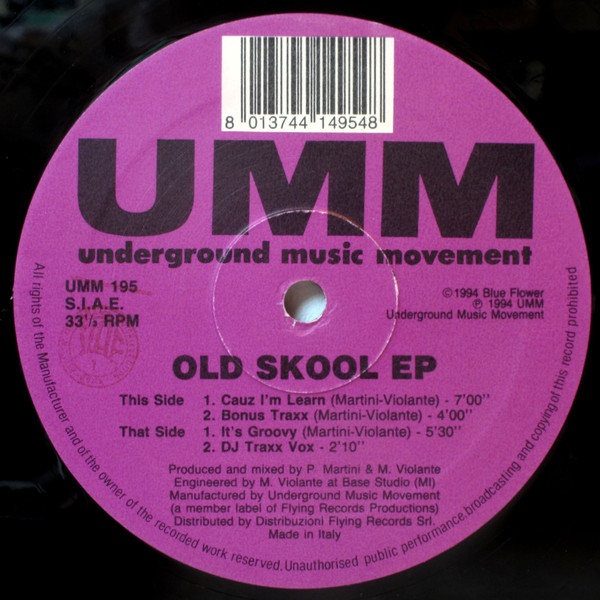 8 013744 149548
UMM
underground music movement
UMM 195
S.I.A.E.
33⅓ RPM
©1994 Blue Flower
℗ 1994 UMM
Underground Music Movement
OLD SKOOL EP
This Side 1. Cauz I'm Learn (Martini-Violante) - 7'00''
2. Bonus Traxx (Martini-Violante) - 4'00''
That Side 1. It's Groovy (Martini-Violante) - 5'30''
2. DJ Traxx Vox - 2'10''
Produced and mixed by P. Martini & M. Violante
Engineered by M. Violante at Base Studio (MI)
Manufactured by Underground Music Movement
(a member label of Flying Records Productions)
Distributed by Distribuzioni Flying Records Srl.
Made in Italy
All rights of the Manufacturer and of the owner of the recorded work reserved. Unauthorised public performance, broadcasting and copying of this record prohibited